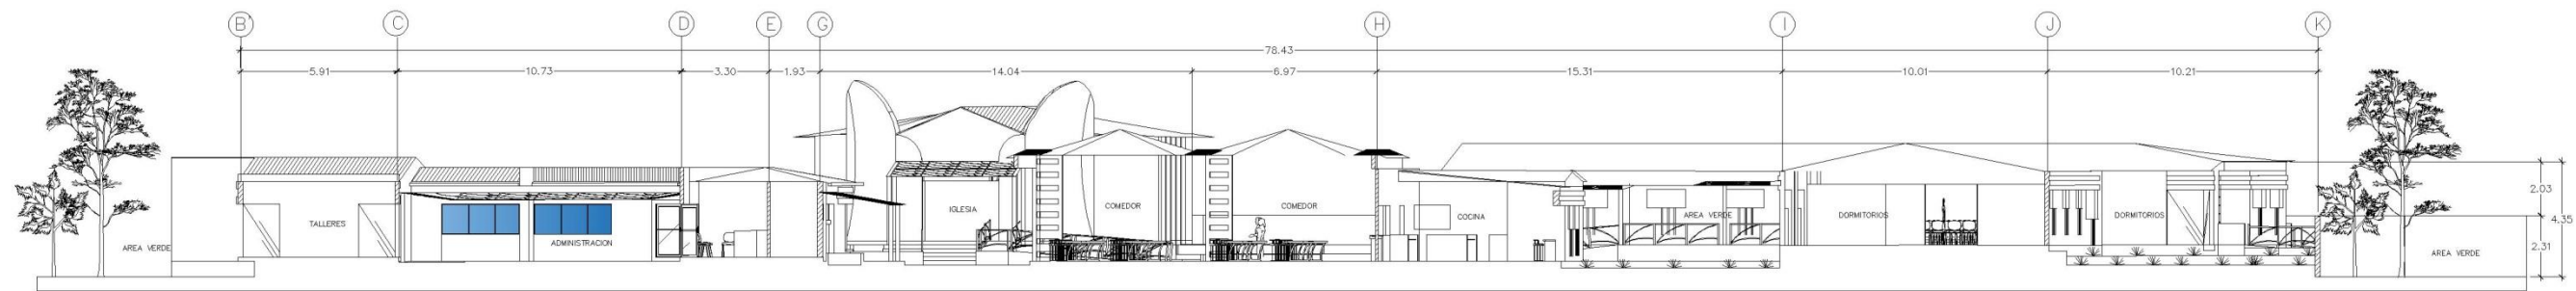 B'
C
D
E
G
H
I
J
K
78.43
5.91
10.73
3.30
1.93
14.04
6.97
15.31
10.01
10.21
TALLERES
ADMINISTRACION
IGLESIA
COMEDOR
COMEDOR
COCINA
AREA VERDE
DORMITORIOS
DORMITORIOS
2.03
4.35
2.31
AREA VERDE
AREA VERDE